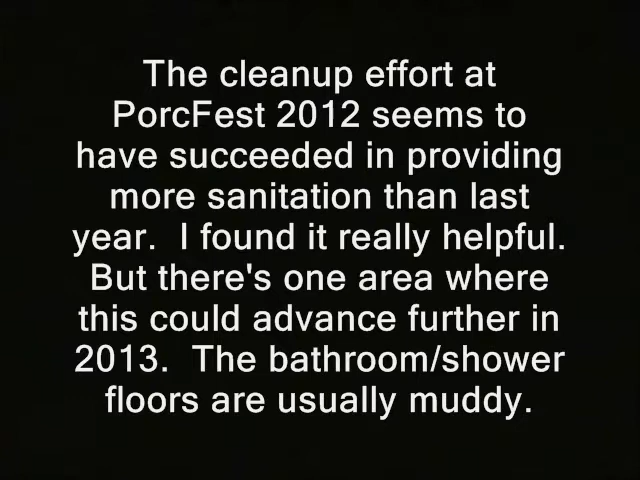 The cleanup effort at
PorcFest 2012 seems to
have succeeded in providing
more sanitation than last
year.  I found it really helpful.
But there's one area where
this could advance further in
2013.  The bathroom/shower
floors are usually muddy.